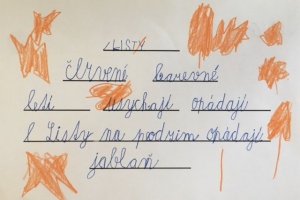 LISTY
Červené barevné
letí usychají opadají
Listy na podzim opadají
jabloň